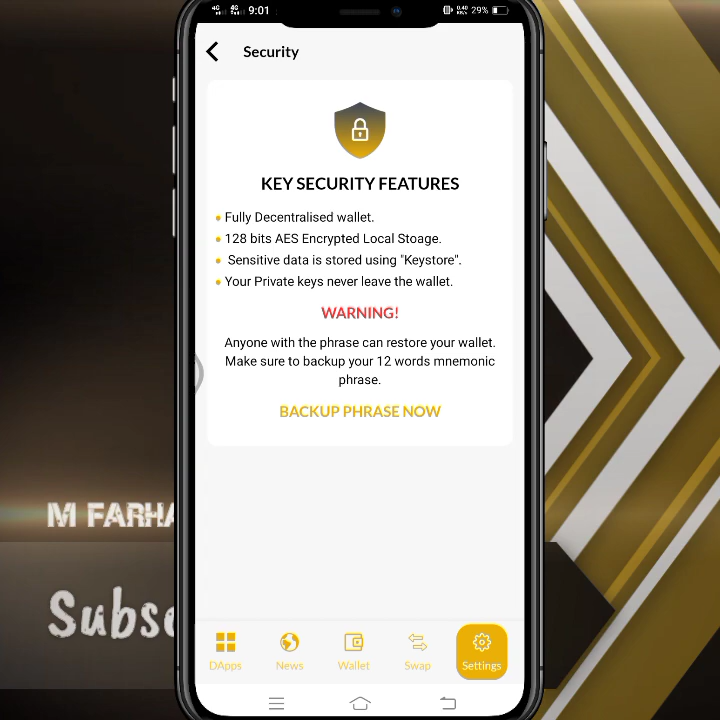 9:01
0.40
KB/s
29%
Security
KEY SECURITY FEATURES
Fully Decentralised wallet.
128 bits AES Encrypted Local Stoage.
Sensitive data is stored using "Keystore".
Your Private keys never leave the wallet.
WARNING!
Anyone with the phrase can restore your wallet.
Make sure to backup your 12 words mnemonic
phrase.
BACKUP PHRASE NOW
M FARHA
Subsc
DApps
News
Wallet
Swap
Settings